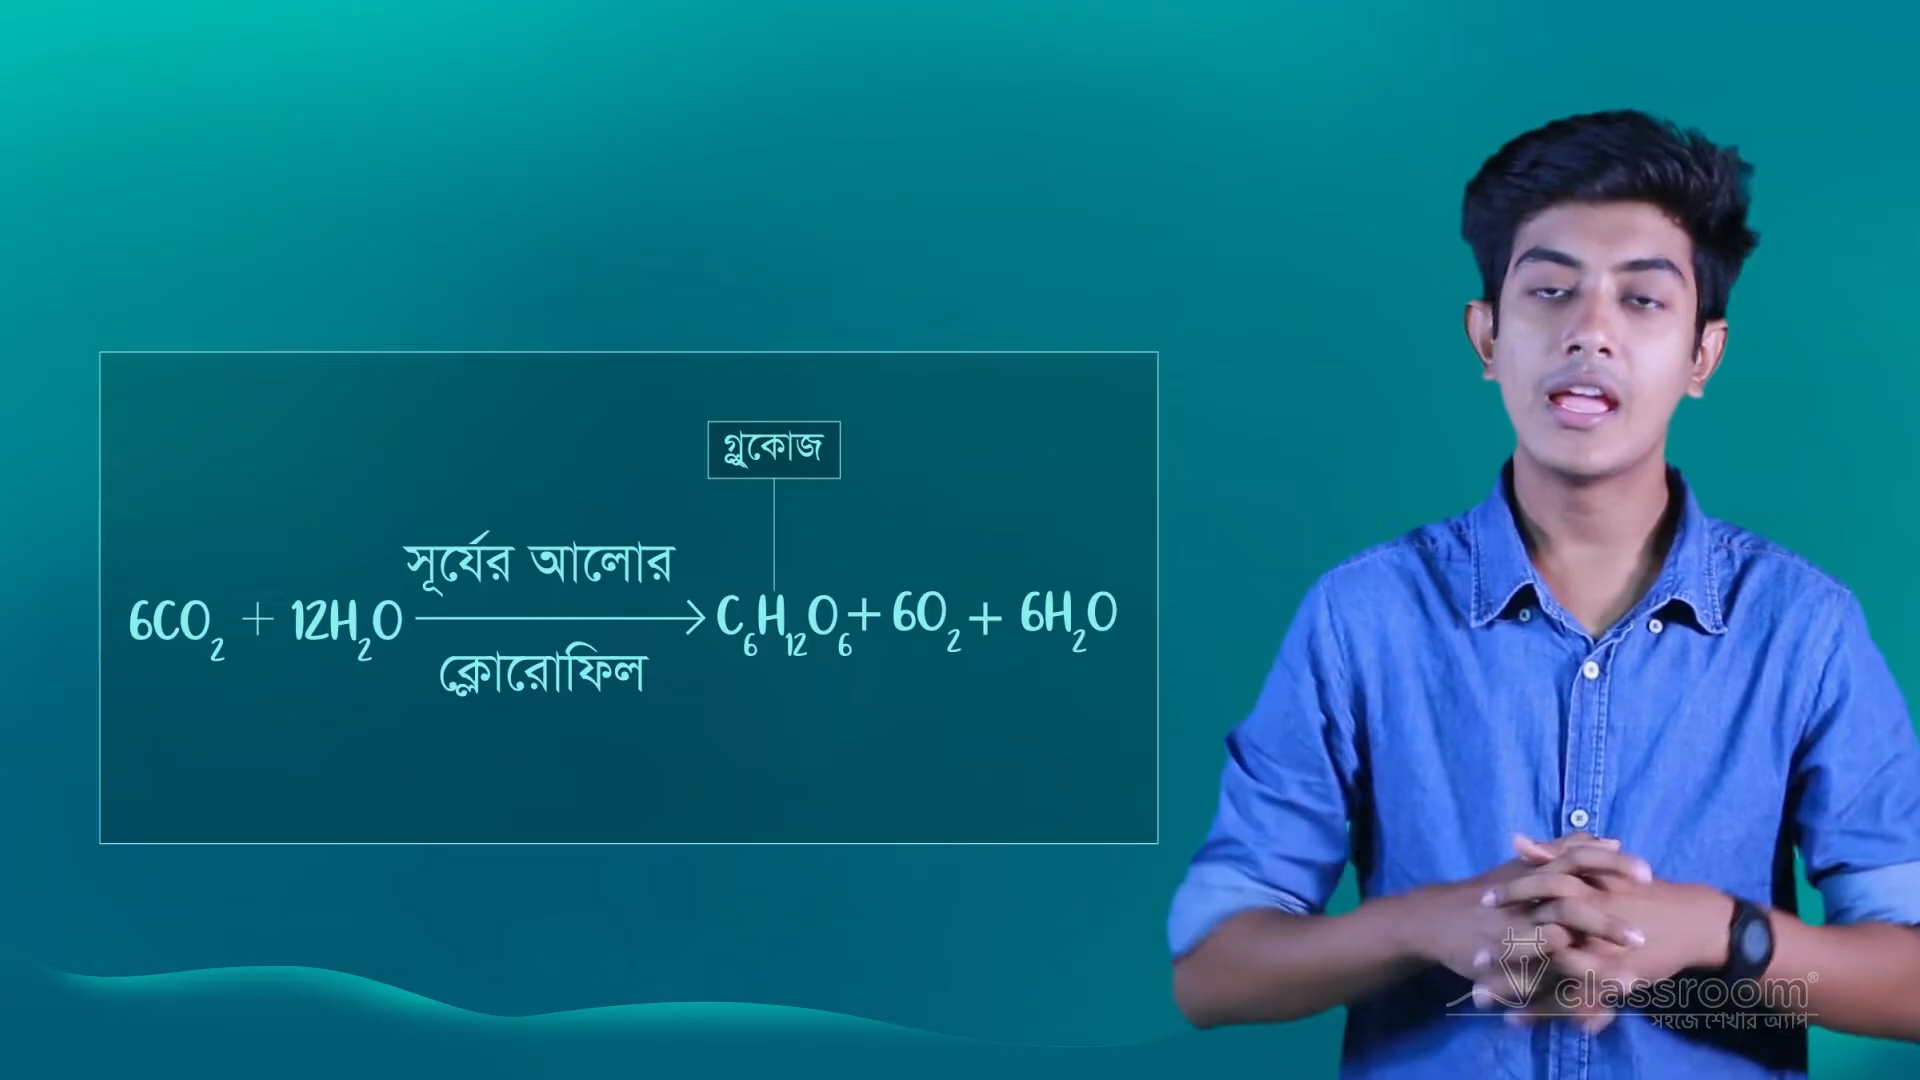 গ্লুকোজ
সূর্যের আলোর
6CO₂ + 12H₂O → C₆H₁₂O₆ + 6O₂ + 6H₂O
ক্লোরোফিল
classroom®
সহজে শেখার অ্যাপ